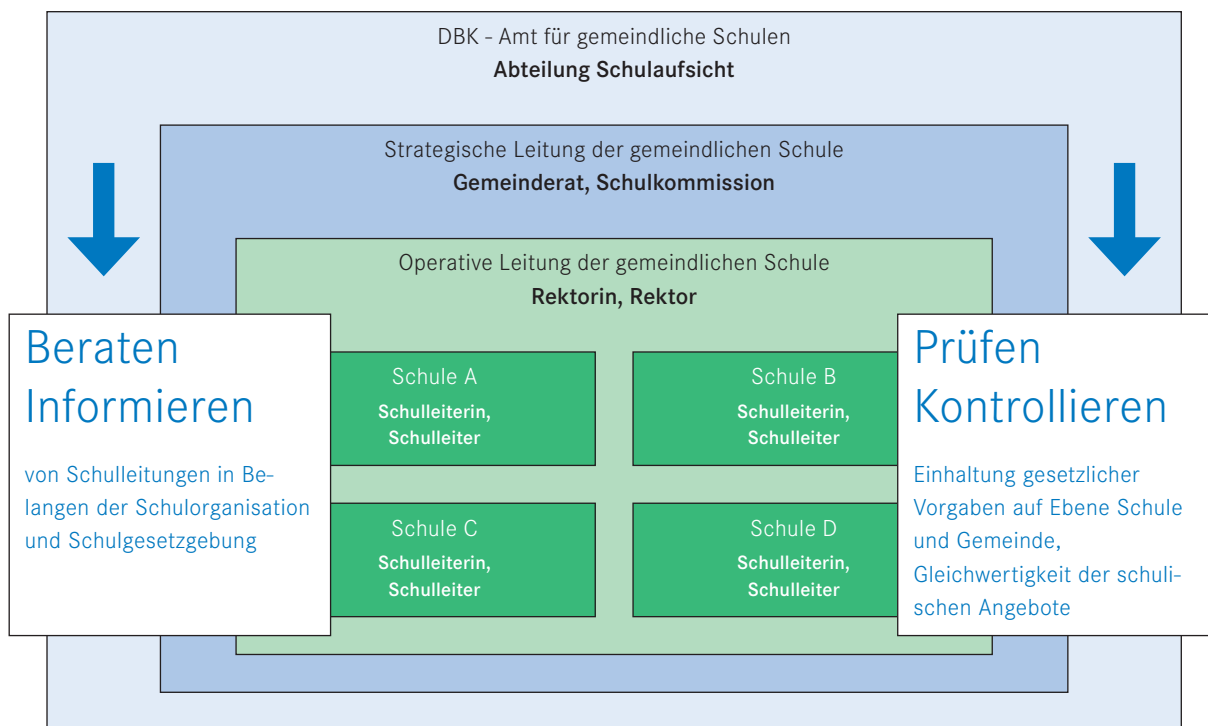 DBK - Amt für gemeindliche Schulen
Abteilung Schulaufsicht
Strategische Leitung der gemeindlichen Schule
Gemeinderat, Schulkommission
Operative Leitung der gemeindlichen Schule
Rektorin, Rektor
Beraten
Informieren
von Schulleitungen in Be-
langen der Schulorganisation
und Schulgesetzgebung
Schule A
Schulleiterin,
Schulleiter
Schule B
Schulleiterin,
Schulleiter
Schule C
Schulleiterin,
Schulleiter
Schule D
Schulleiterin,
Schulleiter
Prüfen
Kontrollieren
Einhaltung gesetzlicher
Vorgaben auf Ebene Schule
und Gemeinde,
Gleichwertigkeit der schuli-
schen Angebote